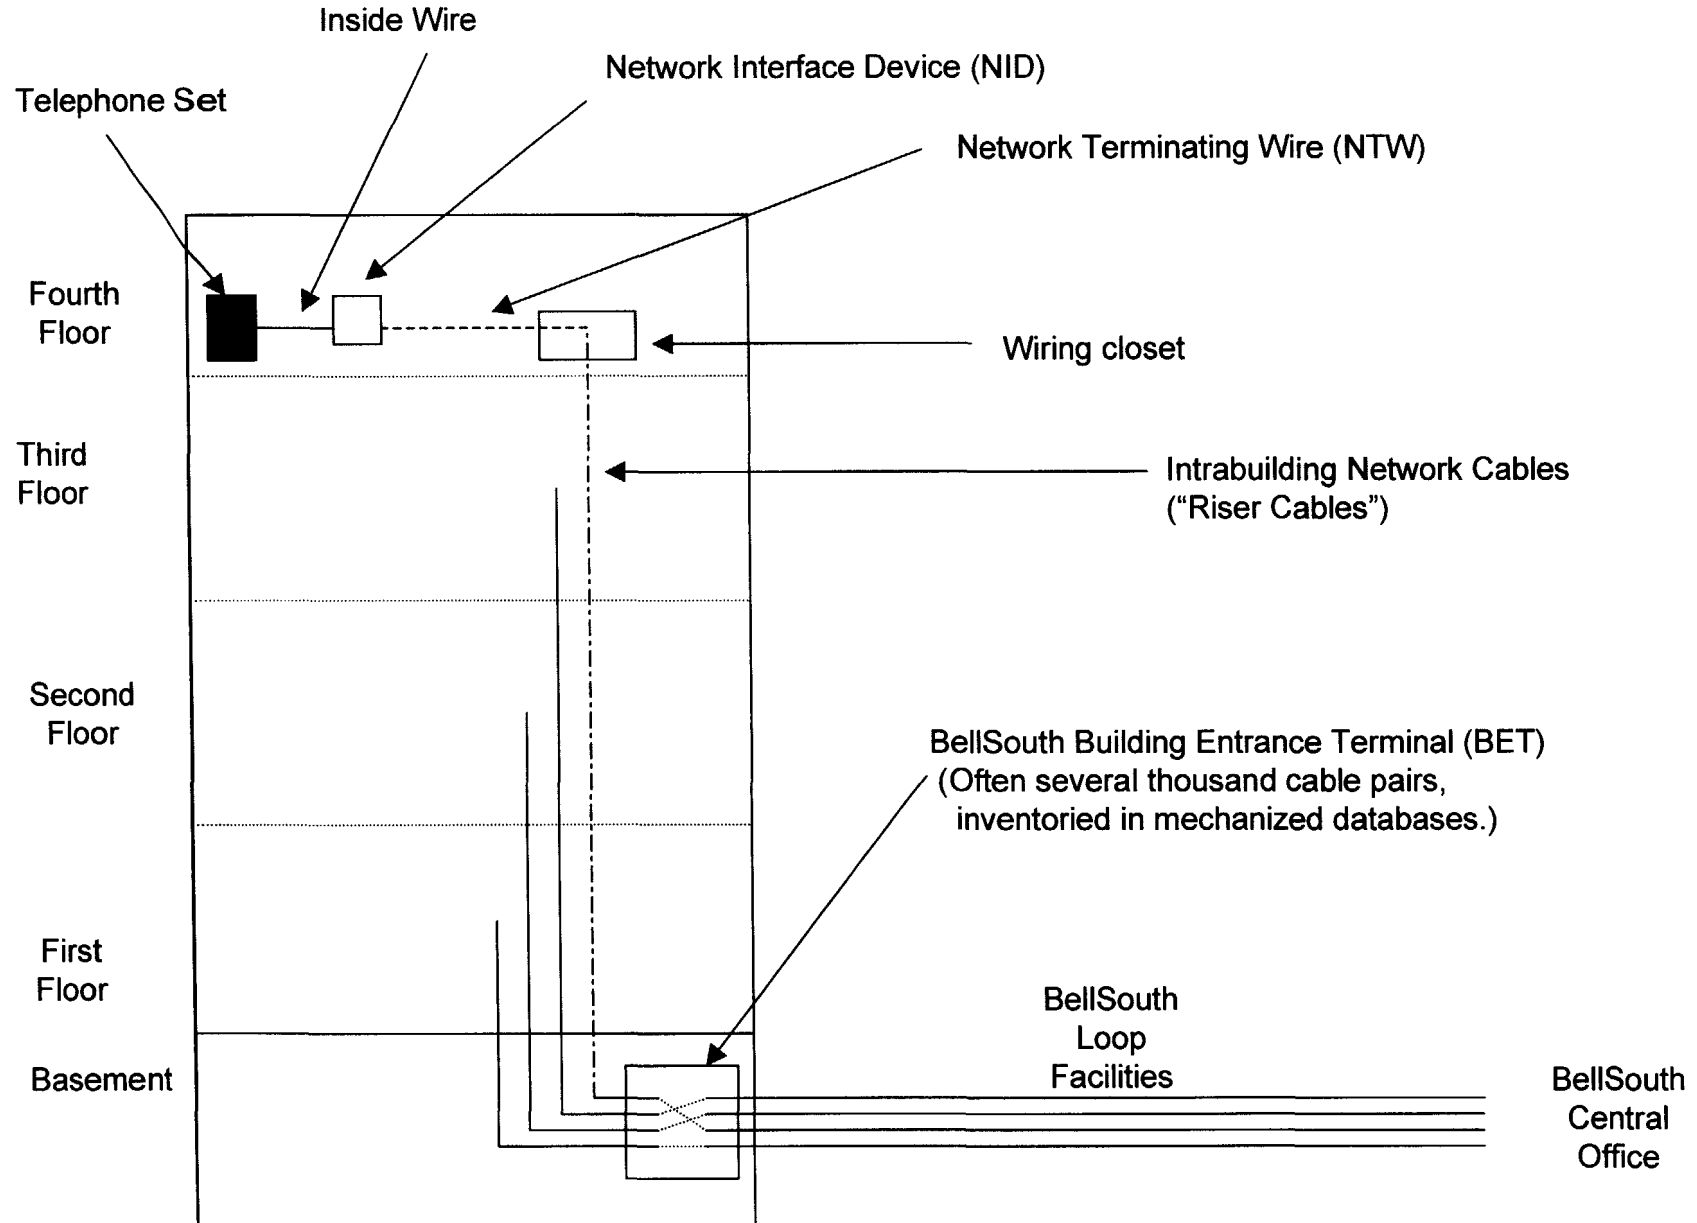 Inside Wire
Network Interface Device (NID)
Telephone Set
Network Terminating Wire (NTW)
Fourth
Floor
Wiring closet
Third
Floor
Intrabuilding Network Cables
(“Riser Cables”)
Second
Floor
BellSouth Building Entrance Terminal (BET)
(Often several thousand cable pairs,
inventoried in mechanized databases.)
First
Floor
BellSouth
Loop
Facilities
Basement
BellSouth
Central
Office